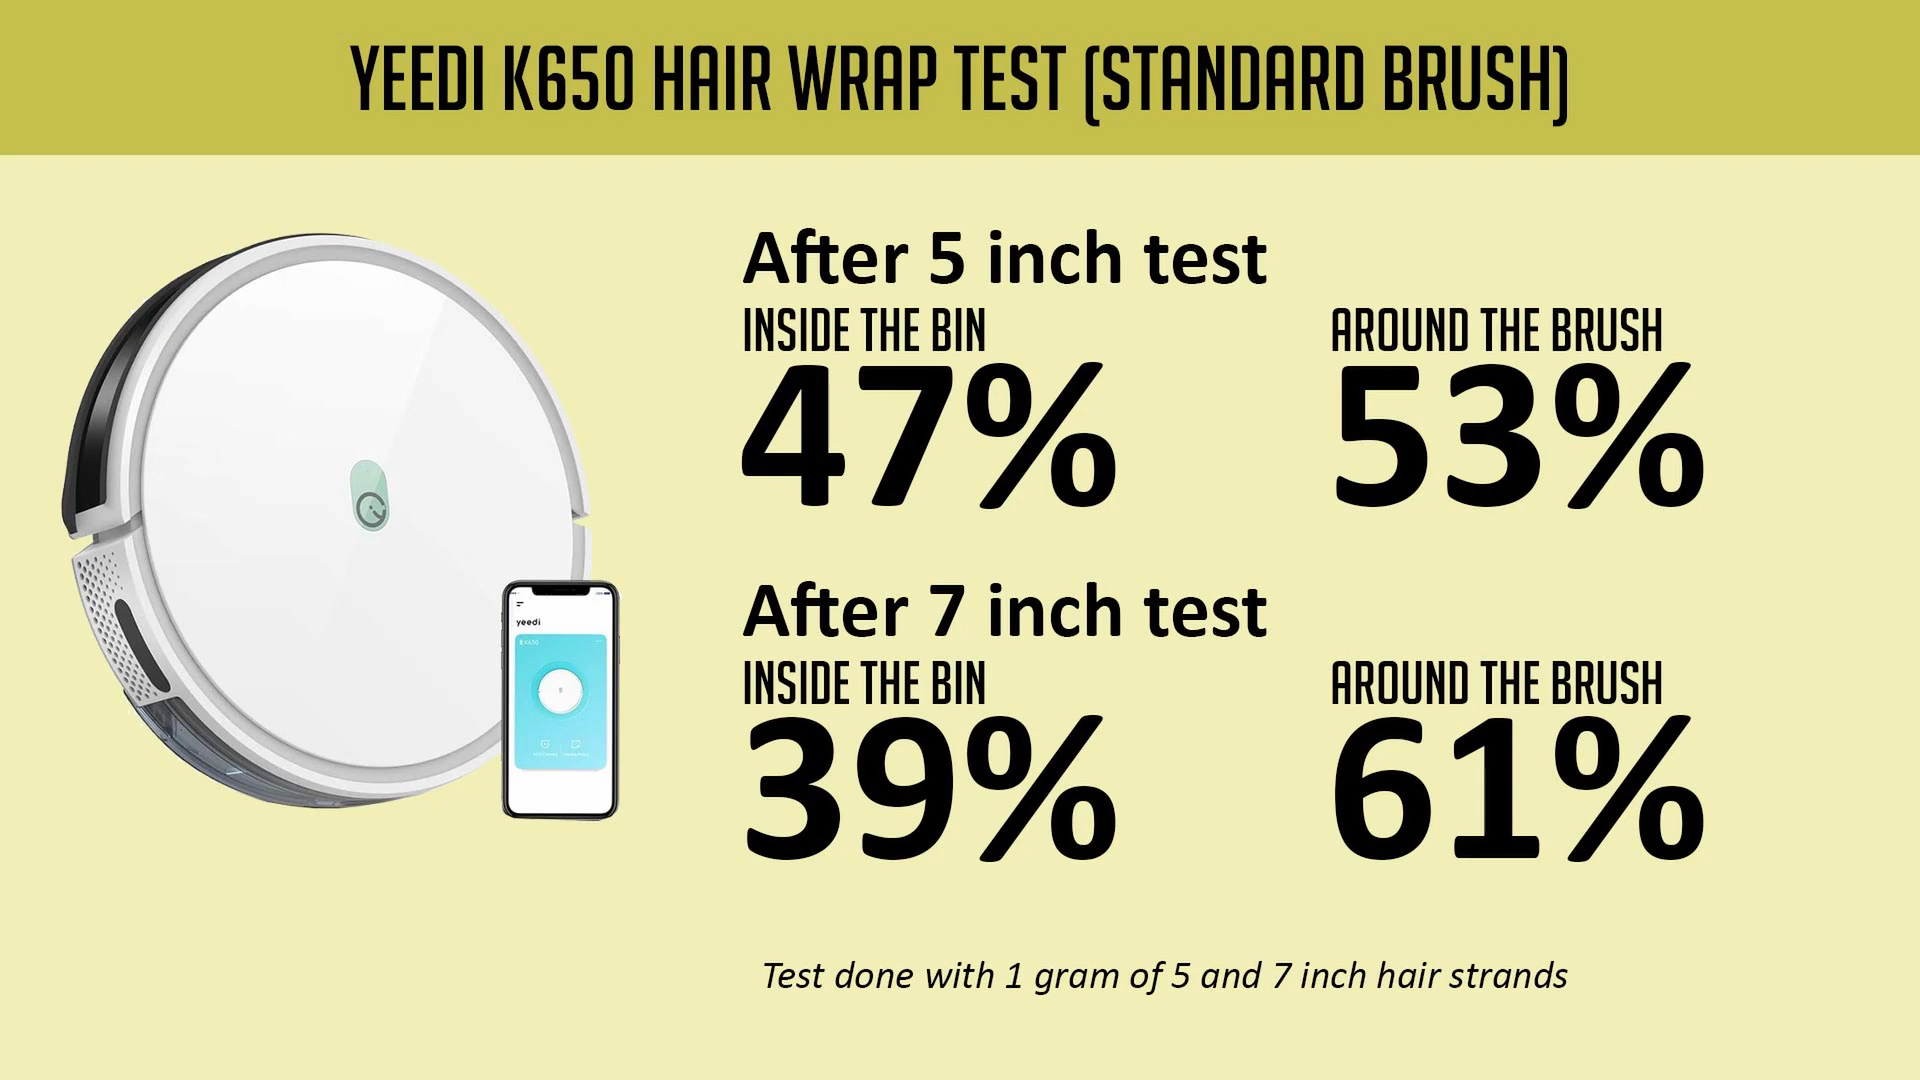 YEEDI K650 HAIR WRAP TEST (STANDARD BRUSH)
After 5 inch test
INSIDE THE BIN
AROUND THE BRUSH
47%
53%
After 7 inch test
INSIDE THE BIN
AROUND THE BRUSH
39%
61%
yeedi
K650
Test done with 1 gram of 5 and 7 inch hair strands